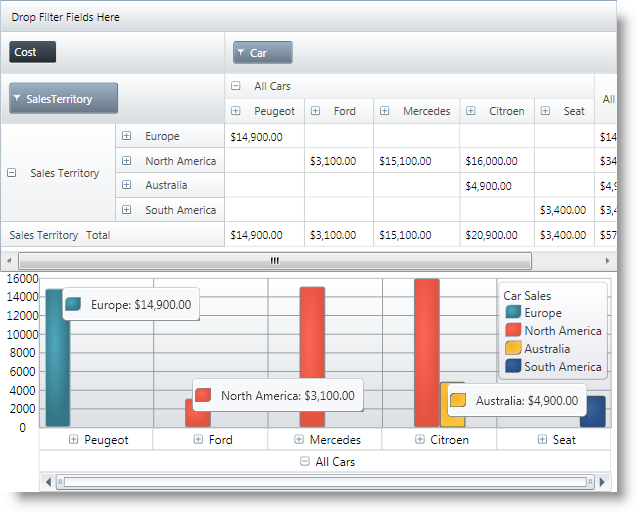 Drop Filter Fields Here
Cost
Car
SalesTerritory
All Cars
All
Peugeot Ford Mercedes Citroen Seat
Europe $14,900.00 $14
North America $3,100.00 $15,100.00 $16,000.00 $34
Sales Territory
Australia $4,900.00 $4,9
South America $3,400.00 $3,4
Sales Territory Total $14,900.00 $3,100.00 $15,100.00 $20,900.00 $3,400.00 $57
16000
14000
12000
10000
8000
6000
4000
2000
0
Europe: $14,900.00
North America: $3,100.00
Australia: $4,900.00
Car Sales
Europe
North America
Australia
South America
Peugeot Ford Mercedes Citroen Seat
All Cars